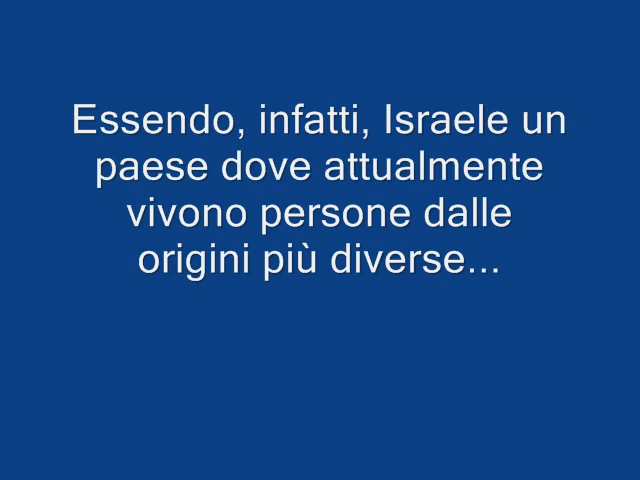 Essendo, infatti, Israele un
paese dove attualmente
vivono persone dalle
origini più diverse...